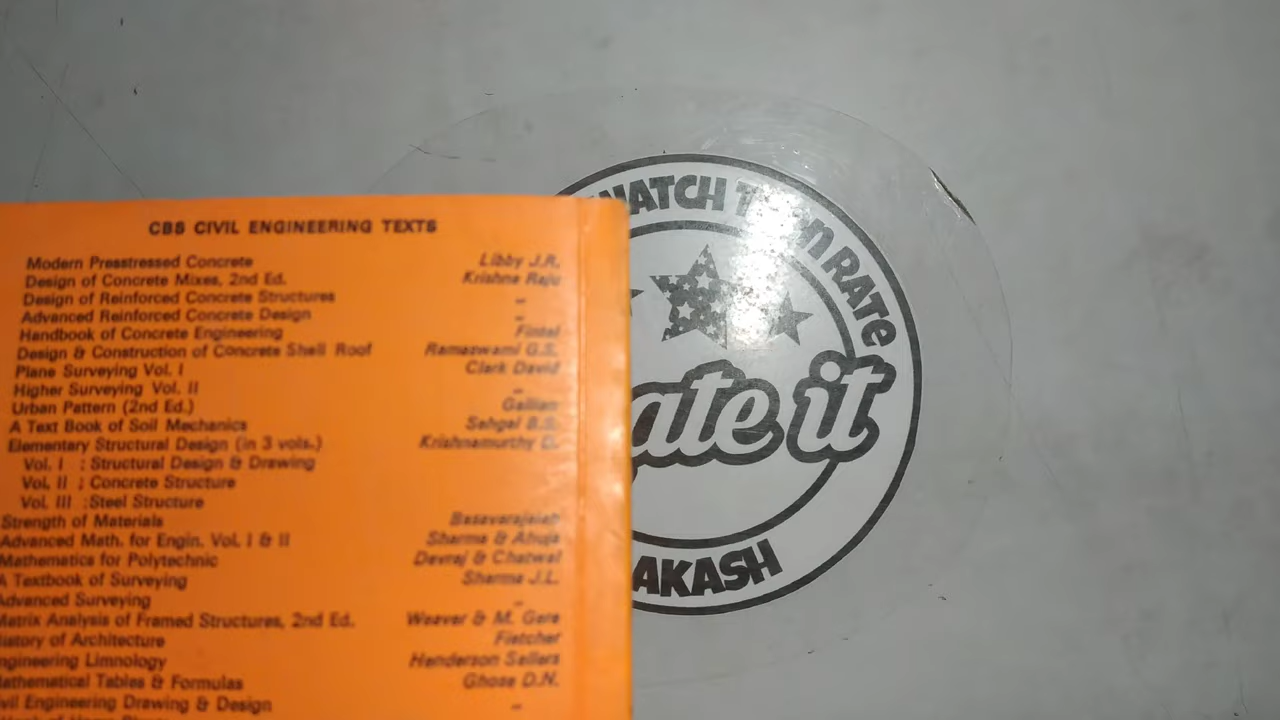 CBS CIVIL ENGINEERING TEXTS
Modern Presstressed Concrete Libby J.R.
Design of Concrete Mixes, 2nd Ed. Krishna Raju
Design of Reinforced Concrete Structures „
Advanced Reinforced Concrete Design „
Handbook of Concrete Engineering Fintel
Design & Construction of Concrete Shell Roof Ramaswami G.S.
Plane Surveying Vol. I Clark David
Higher Surveying Vol. II „
Urban Pattern (2nd Ed.) Gallian
A Text Book of Soil Mechanics Sehgal B.S.
Elementary Structural Design (in 3 vols.) Krishnamurthy D.
Vol. I : Structural Design & Drawing
Vol. II : Concrete Structure
Vol. III :Steel Structure
Strength of Materials Basavarajaiah
Advanced Math. for Engin. Vol. I & II Sharma & Ahuja
Mathematics for Polytechnic Devraj & Chatwal
A Textbook of Surveying Sharma J.L.
Advanced Surveying „
Matrix Analysis of Framed Structures, 2nd Ed. Weaver & M. Gere
History of Architecture Fletcher
Engineering Limnology Henderson Sellers
Mathematical Tables & Formulas Ghose D.N.
Civil Engineering Drawing & Design „
WATCH THEN RATE
ate it
AKASH